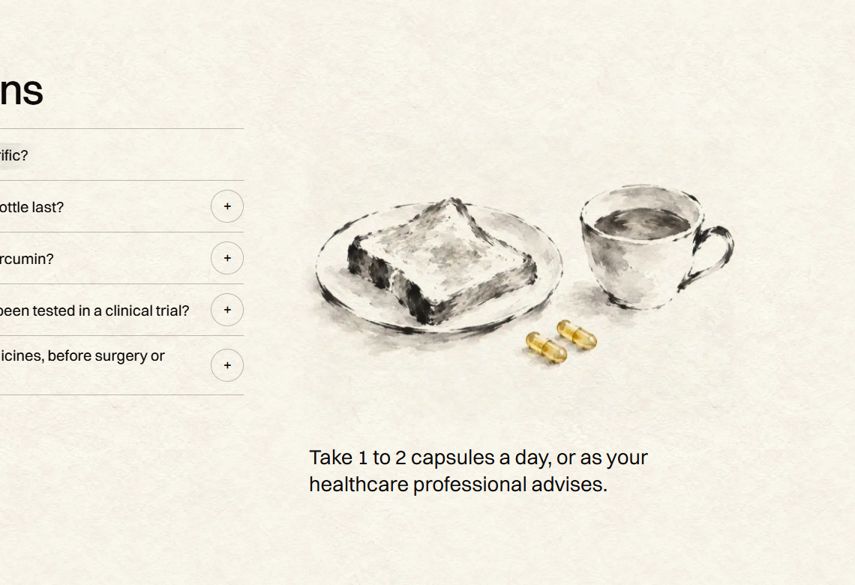 ns
ific?
ottle last?
+
rcumin?
+
been tested in a clinical trial?
+
icines, before surgery or
+
Take 1 to 2 capsules a day, or as your
healthcare professional advises.